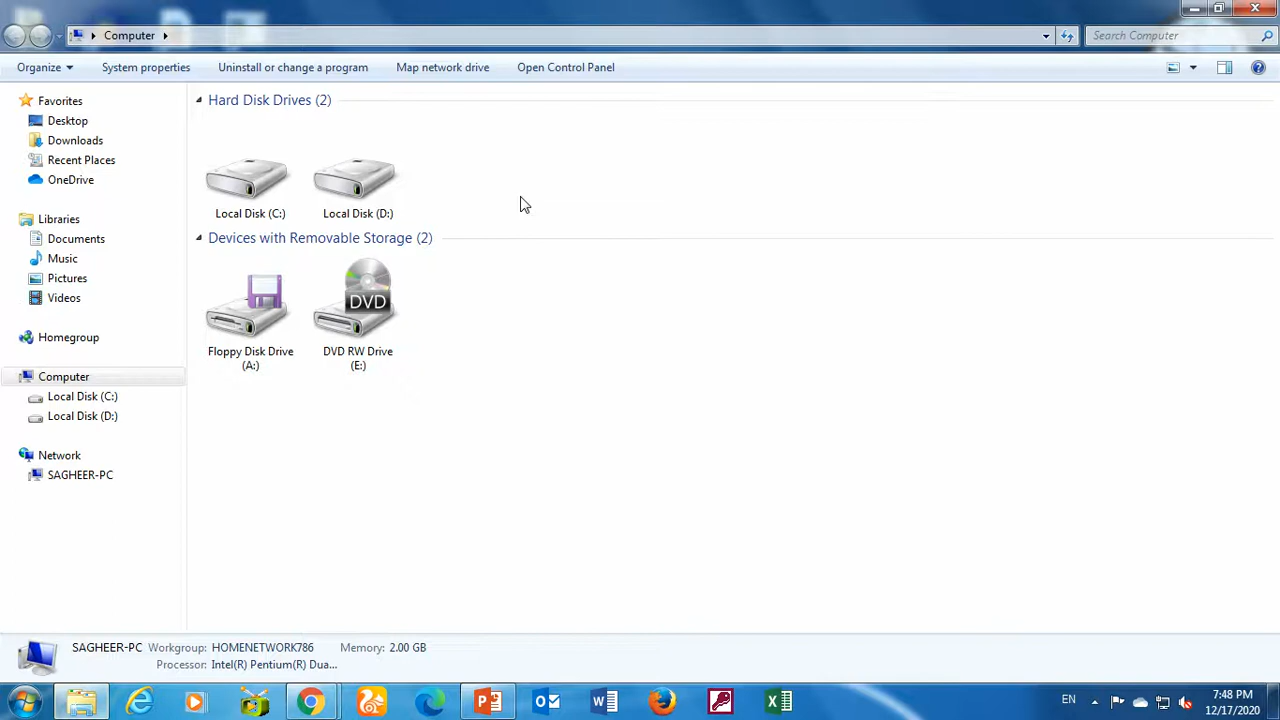 Computer
Search Computer
Organize System properties Uninstall or change a program Map network drive Open Control Panel
Favorites
Desktop
Downloads
Recent Places
OneDrive
Libraries
Documents
Music
Pictures
Videos
Homegroup
Computer
Local Disk (C:)
Local Disk (D:)
Network
SAGHEER-PC
Hard Disk Drives (2)
Local Disk (C:) Local Disk (D:)
Devices with Removable Storage (2)
DVD
Floppy Disk Drive DVD RW Drive
(A:) (E:)
SAGHEER-PC Workgroup: HOMENETWORK786 Memory: 2.00 GB
Processor: Intel(R) Pentium(R) Dua...
EN
7:48 PM
12/17/2020